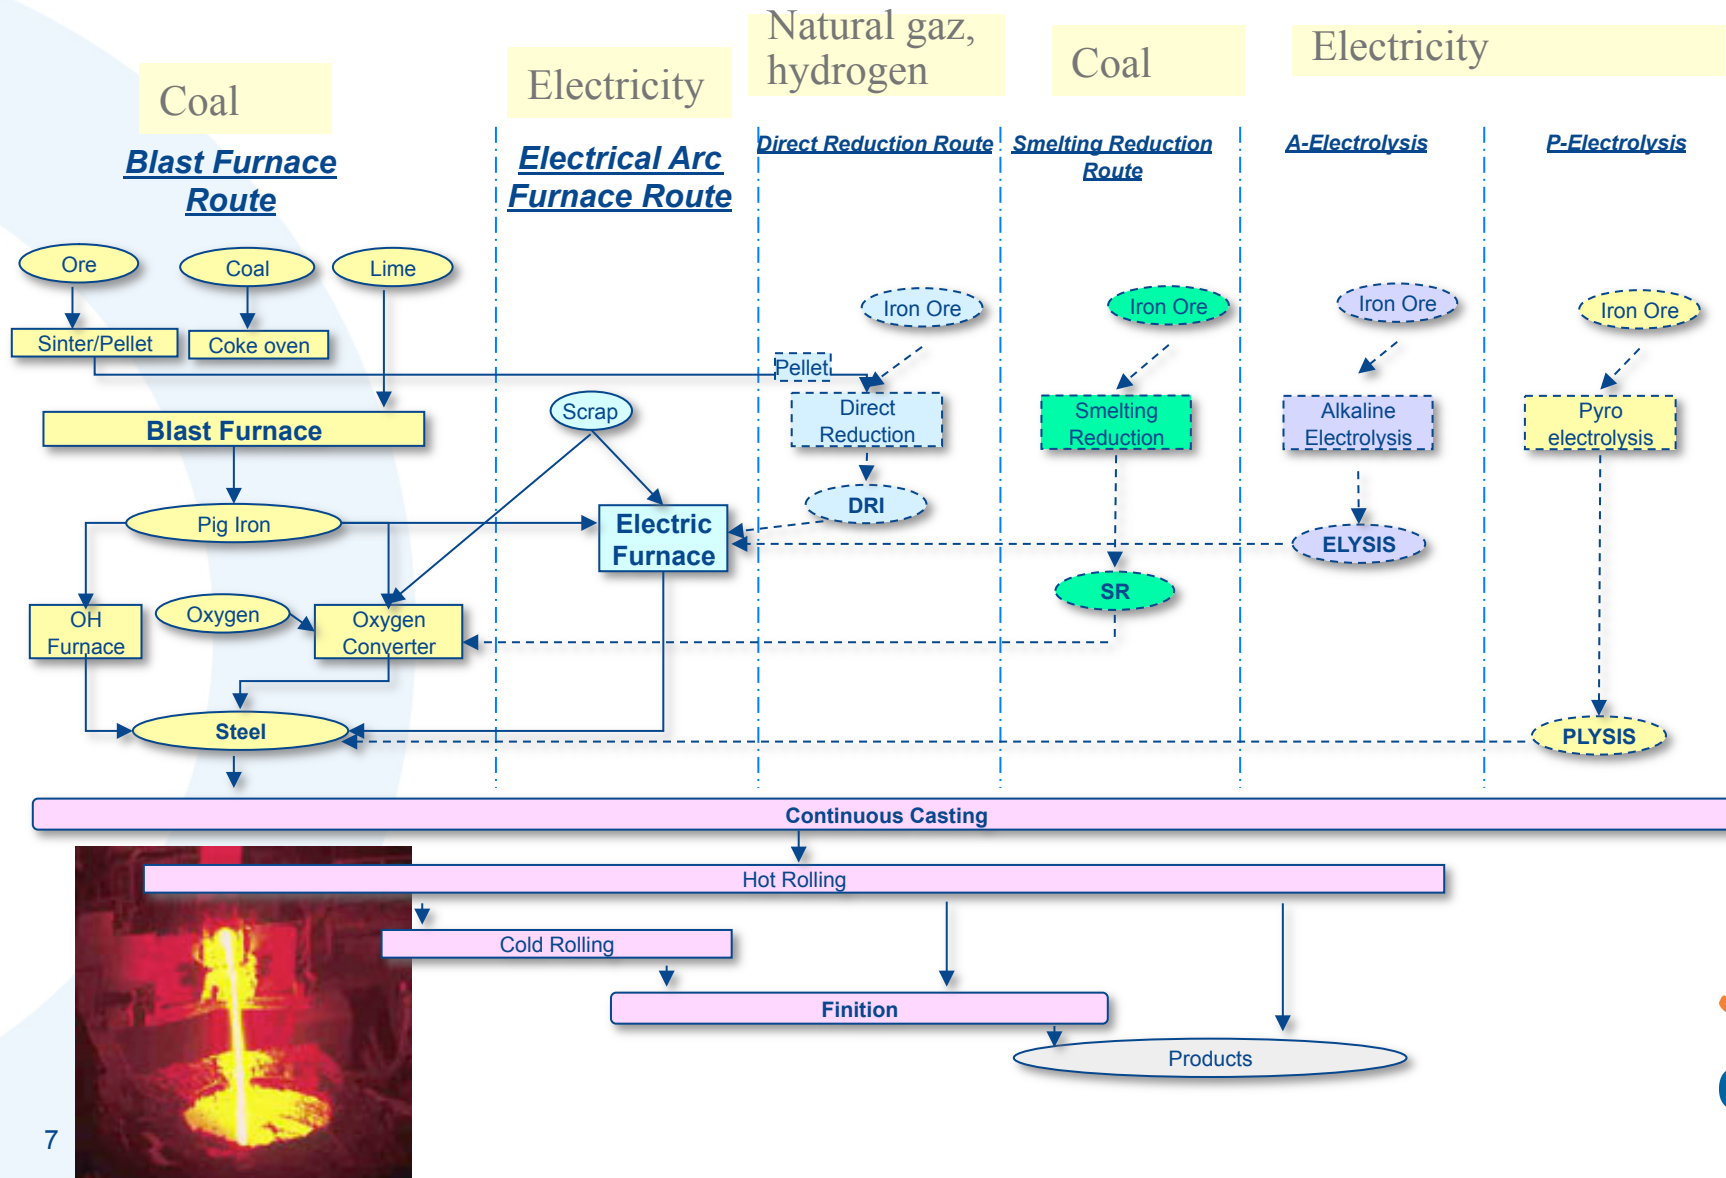 Coal
Electricity
Natural gaz,
hydrogen
Coal
Electricity
Blast Furnace
Route
Electrical Arc
Furnace Route
Direct Reduction Route
Smelting Reduction
Route
A-Electrolysis
P-Electrolysis
Ore
Coal
Lime
Iron Ore
Iron Ore
Iron Ore
Iron Ore
Sinter/Pellet
Coke oven
Pellet
Blast Furnace
Scrap
Direct
Reduction
Smelting
Reduction
Alkaline
Electrolysis
Pyro
electrolysis
Pig Iron
Electric
Furnace
DRI
ELYSIS
SR
OH
Furnace
Oxygen
Oxygen
Converter
Steel
PLYSIS
Continuous Casting
Hot Rolling
Cold Rolling
Finition
Products
7